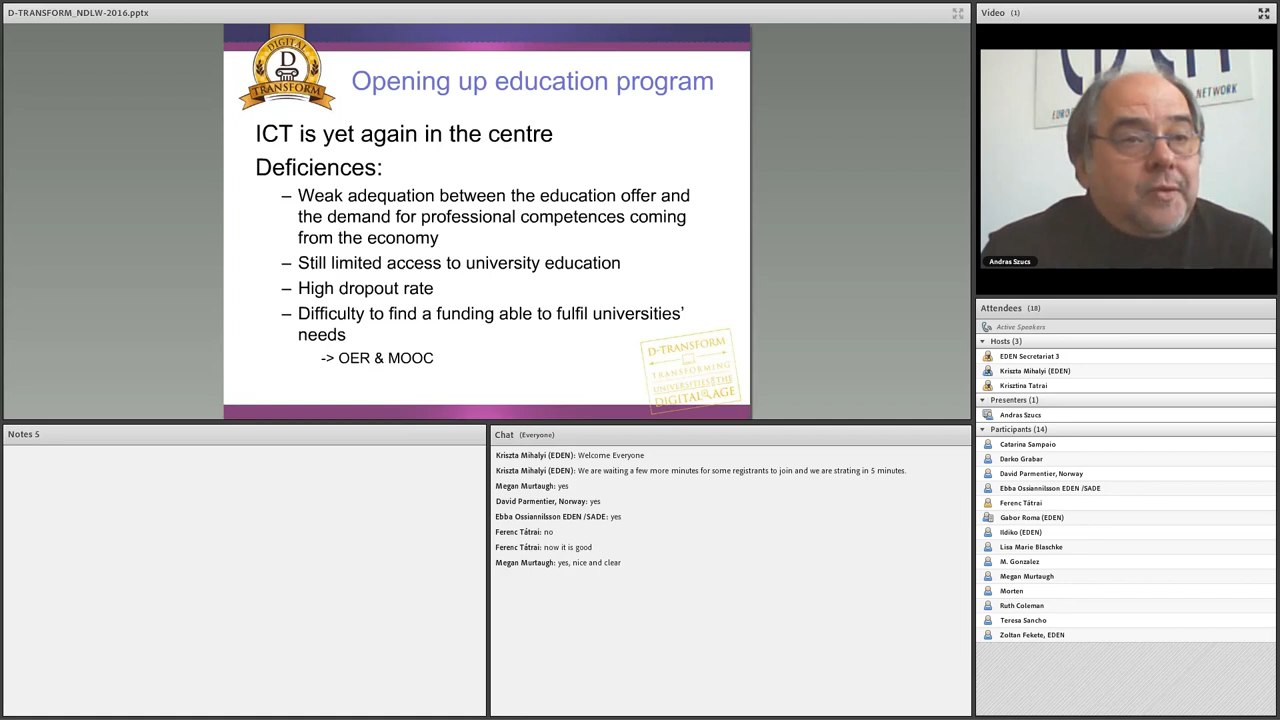 D-TRANSFORM_NDLW-2016.pptx
DIGITAL
D
TRANSFORM
Opening up education program
ICT is yet again in the centre
Deficiences:
– Weak adequation between the education offer and
the demand for professional competences coming
from the economy
– Still limited access to university education
– High dropout rate
– Difficulty to find a funding able to fulfil universities’
needs
-> OER & MOOC
D-TRANSFORM
TRANSFORMING
UNIVERSITIES
THE
DIGITAL AGE
Video (1)
NETWORK
Andras Szucs
Attendees (18)
Active Speakers
Hosts (3)
EDEN Secretariat 3
Kriszta Mihalyi (EDEN)
Krisztina Tatrai
Presenters (1)
Andras Szucs
Participants (14)
Catarina Sampaio
Darko Grabar
David Parmentier, Norway
Ebba Ossiannilsson EDEN /SADE
Ferenc Tátrai
Gabor Roma (EDEN)
Ildiko (EDEN)
Lisa Marie Blaschke
M. Gonzalez
Megan Murtaugh
Morten
Ruth Coleman
Teresa Sancho
Zoltan Fekete, EDEN
Notes 5
Chat (Everyone)
Kriszta Mihalyi (EDEN): Welcome Everyone
Kriszta Mihalyi (EDEN): We are waiting a few more minutes for some registrants to join and we are strating in 5 minutes.
Megan Murtaugh: yes
David Parmentier, Norway: yes
Ebba Ossiannilsson EDEN /SADE: yes
Ferenc Tátrai: no
Ferenc Tátrai: now it is good
Megan Murtaugh: yes, nice and clear